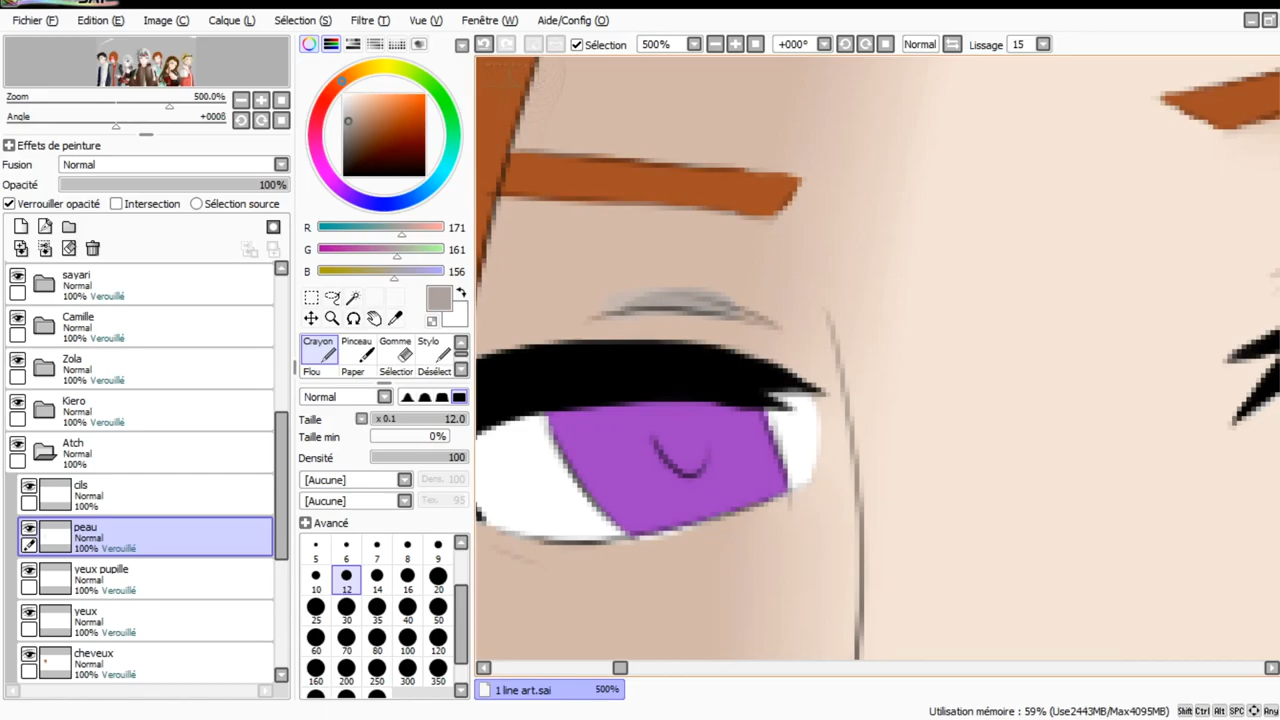 Fichier (F) Edition (E) Image (C) Calque (L) Sélection (S) Filtre (T) Vue (V) Fenêtre (W) Aide/Config (O)
Sélection 500% +000° Normal Lissage 15
Zoom 500.0%
Angle +0008
Effets de peinture
Fusion Normal
Opacité 100%
Verrouiller opacité Intersection Sélection source
sayari
Normal
100% Verouillé
Camille
Normal
100% Verouillé
Zola
Normal
100% Verouillé
Kiero
Normal
100% Verouillé
Atch
Normal
100%
cils
Normal
100%
peau
Normal
100% Verouillé
yeux pupille
Normal
100% Verouillé
yeux
Normal
100% Verouillé
cheveux
Normal
100% Verouillé
R 171
G 161
B 156
Crayon Pinceau Gomme Stylo
Flou Paper Sélection Désélect
Normal
Taille x 0.1 12.0
Taille min 0%
Densité 100
[Aucune] Dens. 100
[Aucune] Tex. 95
Avancé
5 6 7 8 9
10 12 14 16 20
25 30 35 40 50
60 70 80 100 120
160 200 250 300 350
1 line art.sai 500%
Utilisation mémoire : 59% (Use2443MB/Max4095MB) Shift Ctrl Alt SPC Any